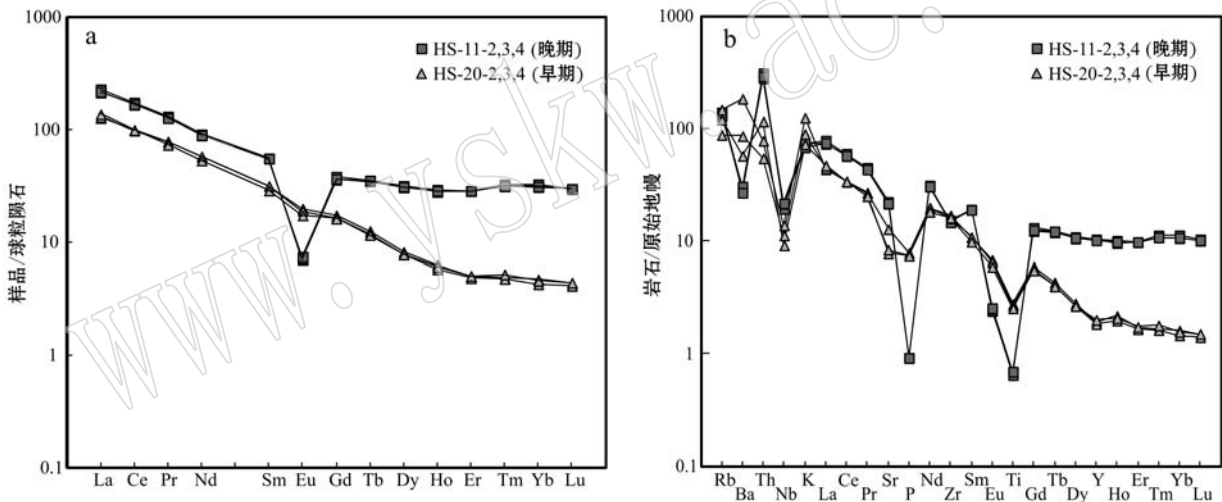 1000
100
10
1
0.1
样品/球粒陨石
a
HS-11-2,3,4 (晚期)
HS-20-2,3,4 (早期)
La Ce Pr Nd Sm Eu Gd Tb Dy Ho Er Tm Yb Lu
1000
100
10
1
0.1
岩石/原始地幔
b
HS-11-2,3,4 (晚期)
HS-20-2,3,4 (早期)
Rb Th K Ce Sr Nd Sm Ti Tb Y Er Yb
Ba Nb La Pr P Zr Eu Gd Dy Ho Tm Lu
www.yskw.ac.